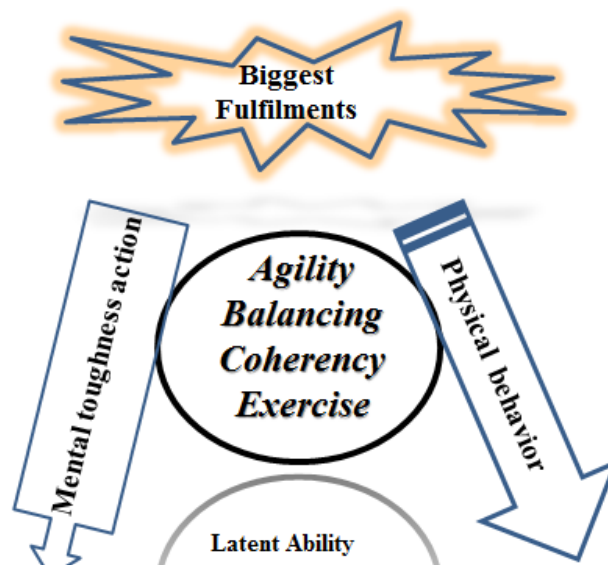 Biggest
Fulfilments
Mental toughness action
Agility
Balancing
Coherency
Exercise
Physical behavior
Latent Ability